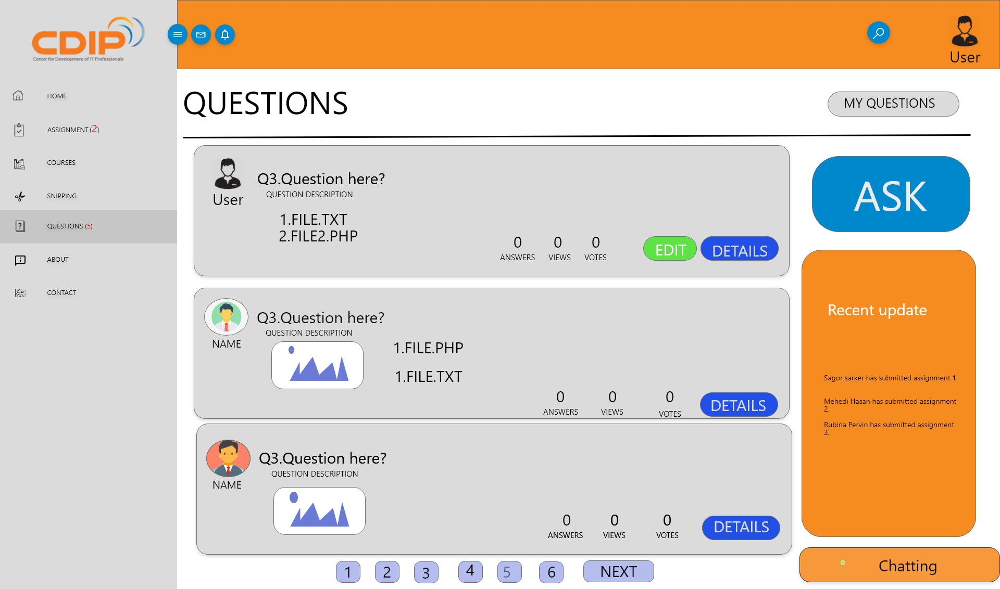 CDIP
Center for Development of IT Professionals
User
HOME
ASSIGNMENT (2)
COURSES
SNIPPING
QUESTIONS (5)
ABOUT
CONTACT
QUESTIONS
MY QUESTIONS
User
Q3.Question here?
QUESTION DESCRIPTION
1.FILE.TXT
2.FILE2.PHP
0 0 0
ANSWERS VIEWS VOTES
EDIT
DETAILS
NAME
Q3.Question here?
QUESTION DESCRIPTION
1.FILE.PHP
1.FILE.TXT
0 0 0
ANSWERS VIEWS VOTES
DETAILS
NAME
Q3.Question here?
QUESTION DESCRIPTION
0 0 0
ANSWERS VIEWS VOTES
DETAILS
1 2 3 4 5 6 NEXT
ASK
Recent update
Sagor sarker has submitted assignment 1.
Mehedi Hasan has submitted assignment
2.
Rubina Pervin has submitted assignment
3.
Chatting